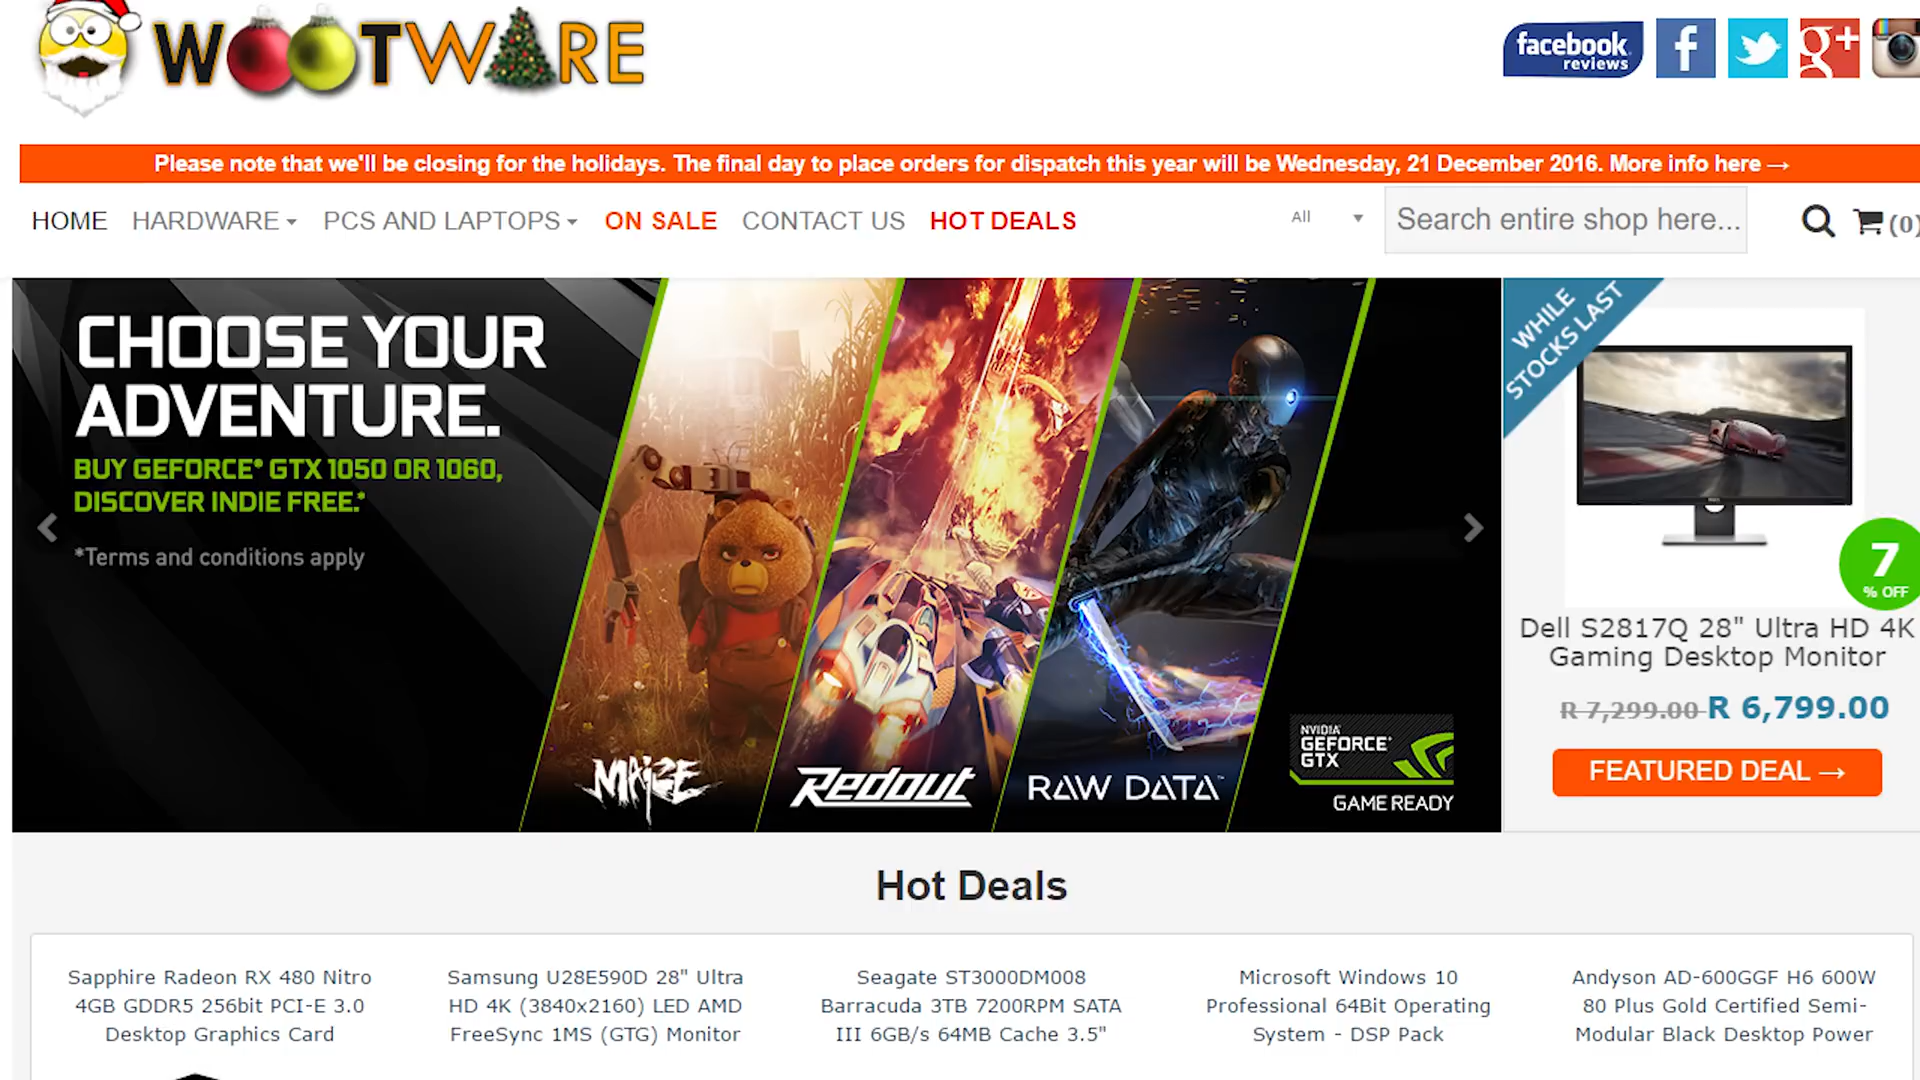 WOOTWARE
facebook
reviews
Please note that we'll be closing for the holidays. The final day to place orders for dispatch this year will be Wednesday, 21 December 2016. More info here →
HOME HARDWARE PCS AND LAPTOPS ON SALE CONTACT US HOT DEALS All Search entire shop here... (0)
CHOOSE YOUR
ADVENTURE.
BUY GEFORCE® GTX 1050 OR 1060,
DISCOVER INDIE FREE.*
*Terms and conditions apply
MAIZE
Redout
RAW DATA™
NVIDIA
GEFORCE®
GTX
GAME READY
WHILE
STOCKS LAST
7
% OFF
Dell S2817Q 28" Ultra HD 4K
Gaming Desktop Monitor
R 7,299.00 R 6,799.00
FEATURED DEAL →
Hot Deals
Sapphire Radeon RX 480 Nitro
4GB GDDR5 256bit PCI-E 3.0
Desktop Graphics Card
Samsung U28E590D 28" Ultra
HD 4K (3840x2160) LED AMD
FreeSync 1MS (GTG) Monitor
Seagate ST3000DM008
Barracuda 3TB 7200RPM SATA
III 6GB/s 64MB Cache 3.5"
Microsoft Windows 10
Professional 64Bit Operating
System - DSP Pack
Andyson AD-600GGF H6 600W
80 Plus Gold Certified Semi-
Modular Black Desktop Power